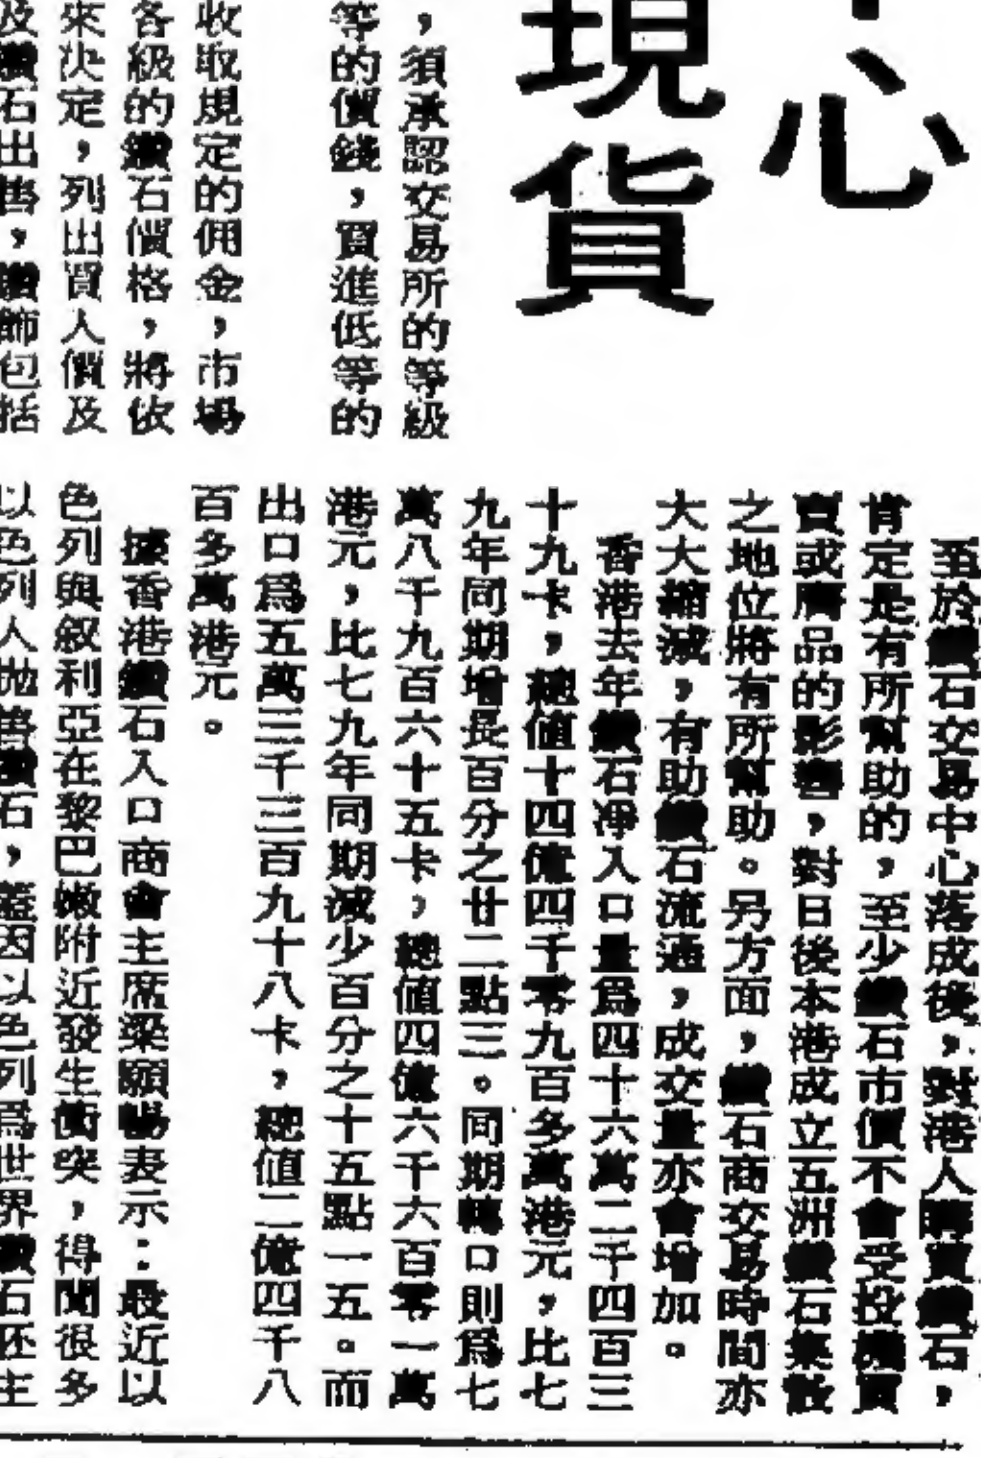 心
現貨
，須承認交易所的等級
等的價錢，買進低等的
收取規定的佣金，市場
各級的鑽石價格，將依
來決定，列出買入價及
及鑽石出售，鑽飾包括
至於鑽石交易中心落成後，對港人購買鑽石，
肯定是有所幫助的，至少鑽石市價不會受投機買
賣或贋品的影響，對日後本港成立五洲鑽石集散
之地位將有所幫助。另方面，鑽石商交易時間亦
大大縮減，有助鑽石流通，成交量亦會增加。
香港去年鑽石淨入口量爲四十六萬二千四百三
十九卡，總值十四億四千零九百多萬港元，比七
九年同期增長百分之廿二點三。同期轉口則爲七
萬八千九百六十五卡，總值四億六千六百零一萬
港元，比七九年同期減少百分之十五點一五。而
出口爲五萬三千三百九十八卡，總值二億四千八
百多萬港元。
據香港鑽石入口商會主席梁願暢表示：最近以
色列與叙利亞在黎巴嫩附近發生衝突，得聞很多
以色列人抛售鑽石，蓋因以色列爲世界鑽石坯主